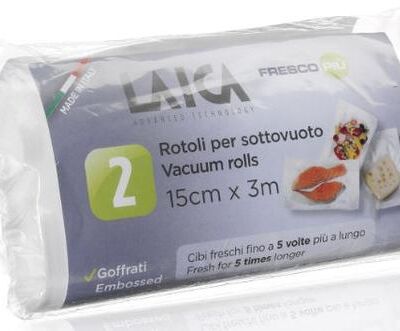 MADE IN ITALY
LAICA
ADVANCED TECHNOLOGY
FRESCO PIÙ
2
Rotoli per sottovuoto
Vacuum rolls
15cm x 3m
Cibi freschi fino a 5 volte più a lungo
Fresh for 5 times longer
✓Goffrati
Embossed